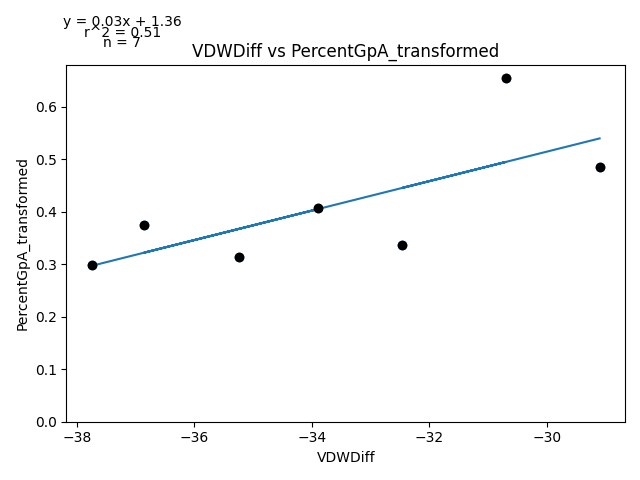 y = 0.03x + 1.36
r^2 = 0.51
n = 7
VDWDiff vs PercentGpA_transformed
PercentGpA_transformed
0.6
0.5
0.4
0.3
0.2
0.1
0.0
−38
−36
−34
−32
−30
VDWDiff